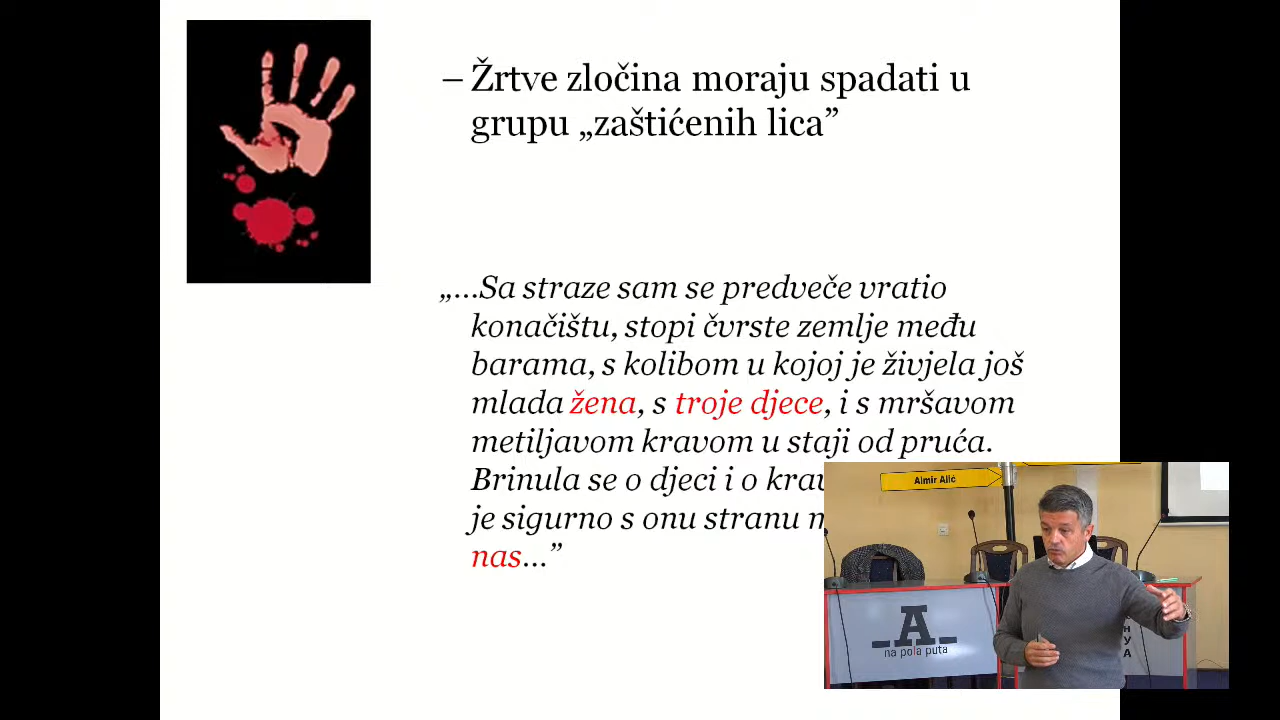 – Žrtve zločina moraju spadati u
grupu „zaštićenih lica”
„...Sa straze sam se predveče vratio
konačištu, stopi čvrste zemlje među
barama, s kolibom u kojoj je živjela još
mlada žena, s troje djece, i s mršavom
metiljavom kravom u staji od pruća.
Brinula se o djeci i o
je sigurno s onu stranu
nas...”
Almir Alić
_A_
na pola puta